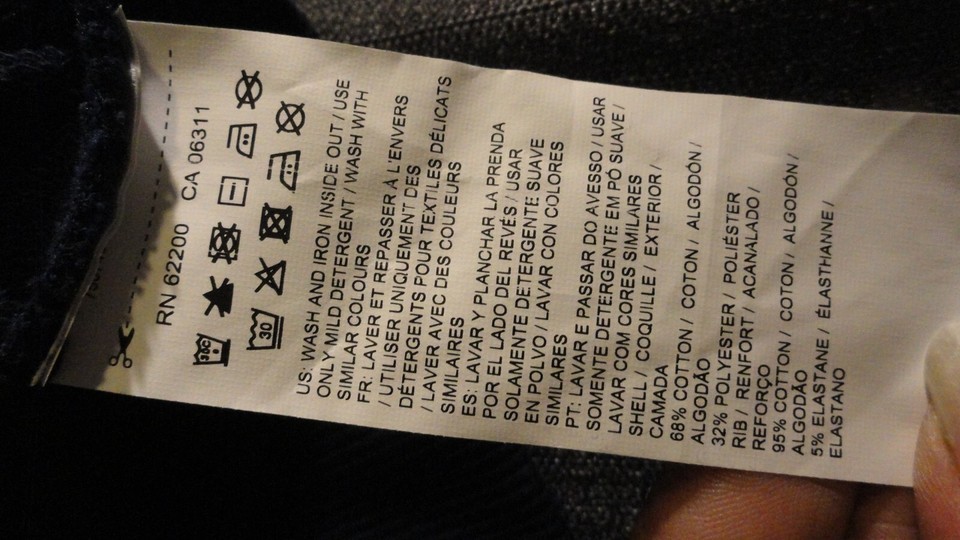 RN 62200 CA 06311
30C
30
US: WASH AND IRON INSIDE OUT / USE
ONLY MILD DETERGENT / WASH WITH
SIMILAR COLOURS
FR: LAVER ET REPASSER À L'ENVERS
/ UTILISER UNIQUEMENT DES
DÉTERGENTS POUR TEXTILES DÉLICATS
/ LAVER AVEC DES COULEURS
SIMILAIRES
ES: LAVAR Y PLANCHAR LA PRENDA
POR EL LADO DEL REVÉS / USAR
SOLAMENTE DETERGENTE SUAVE
EN POLVO / LAVAR CON COLORES
SIMILARES
PT: LAVAR E PASSAR DO AVESSO / USAR
SOMENTE DETERGENTE EM PÓ SUAVE /
LAVAR COM CORES SIMILARES
SHELL / COQUILLE / EXTERIOR /
CAMADA
68% COTTON / COTON / ALGODÓN /
ALGODÃO
32% POLYESTER / POLIÉSTER
RIB / RENFORT / ACANALADO /
REFORÇO
95% COTTON / COTON / ALGODÓN /
ALGODÃO
5% ELASTANE / ÉLASTHANNE /
ELASTANO